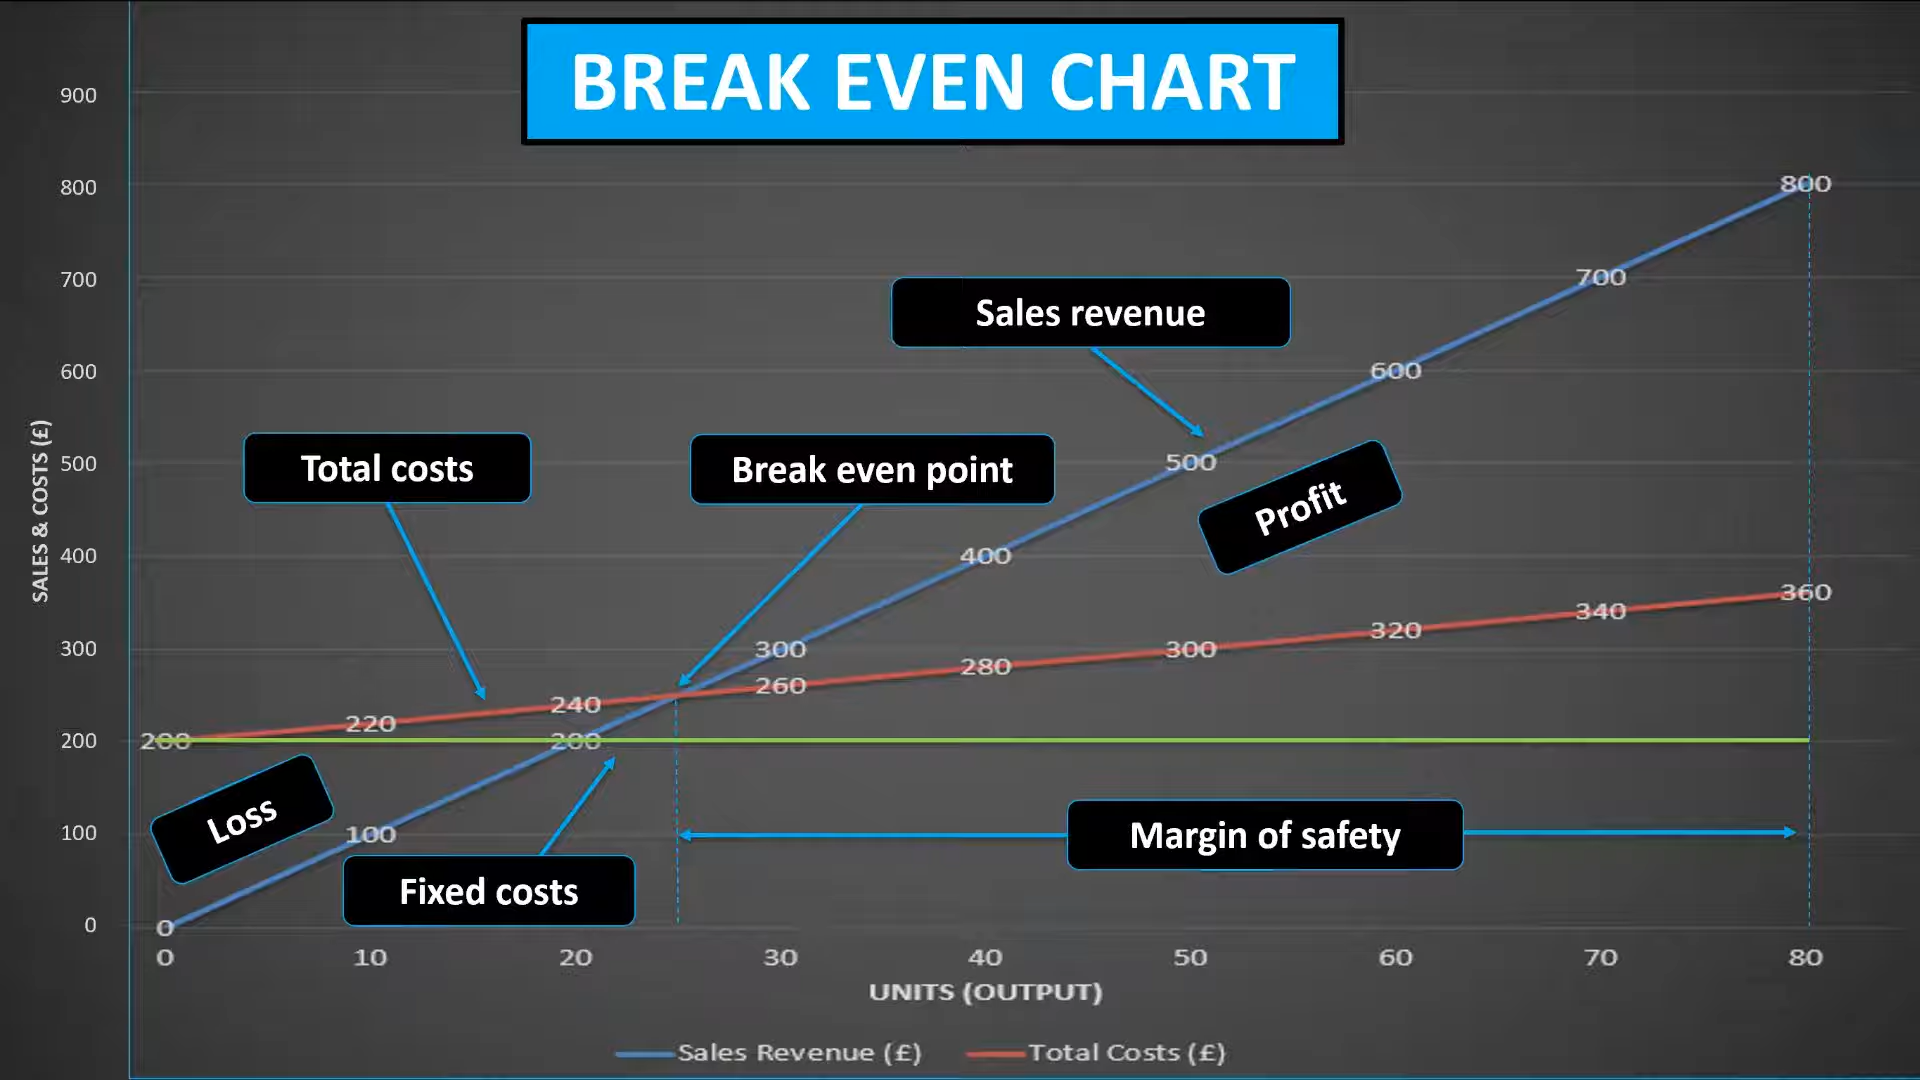 BREAK EVEN CHART
900
800
700
600
500
400
300
200
100
0
SALES & COSTS (£)
800
700
Sales revenue
600
Total costs
Break even point
500
Profit
400
360
340
320
300
300
280
260
240
220
200
200
Loss
100
Margin of safety
Fixed costs
0
0 10 20 30 40 50 60 70 80
UNITS (OUTPUT)
Sales Revenue (£) Total Costs (£)